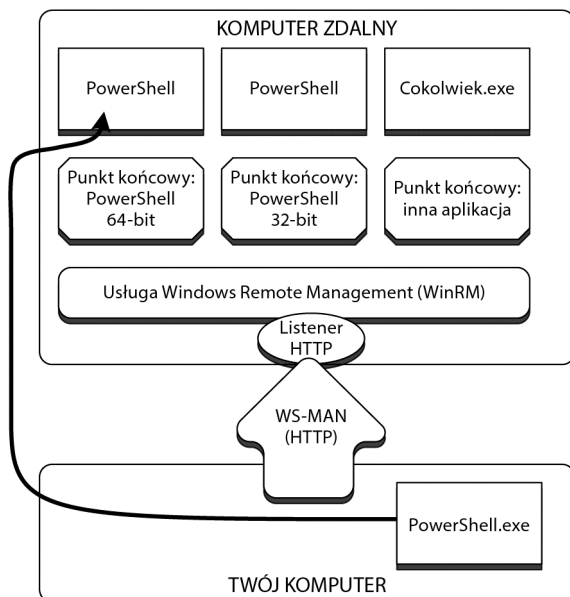 KOMPUTER ZDALNY
PowerShell
PowerShell
Cokolwiek.exe
Punkt końcowy:
PowerShell
64-bit
Punkt końcowy:
PowerShell
32-bit
Punkt końcowy:
inna aplikacja
Usługa Windows Remote Management (WinRM)
Listener
HTTP
WS-MAN
(HTTP)
PowerShell.exe
TWÓJ KOMPUTER